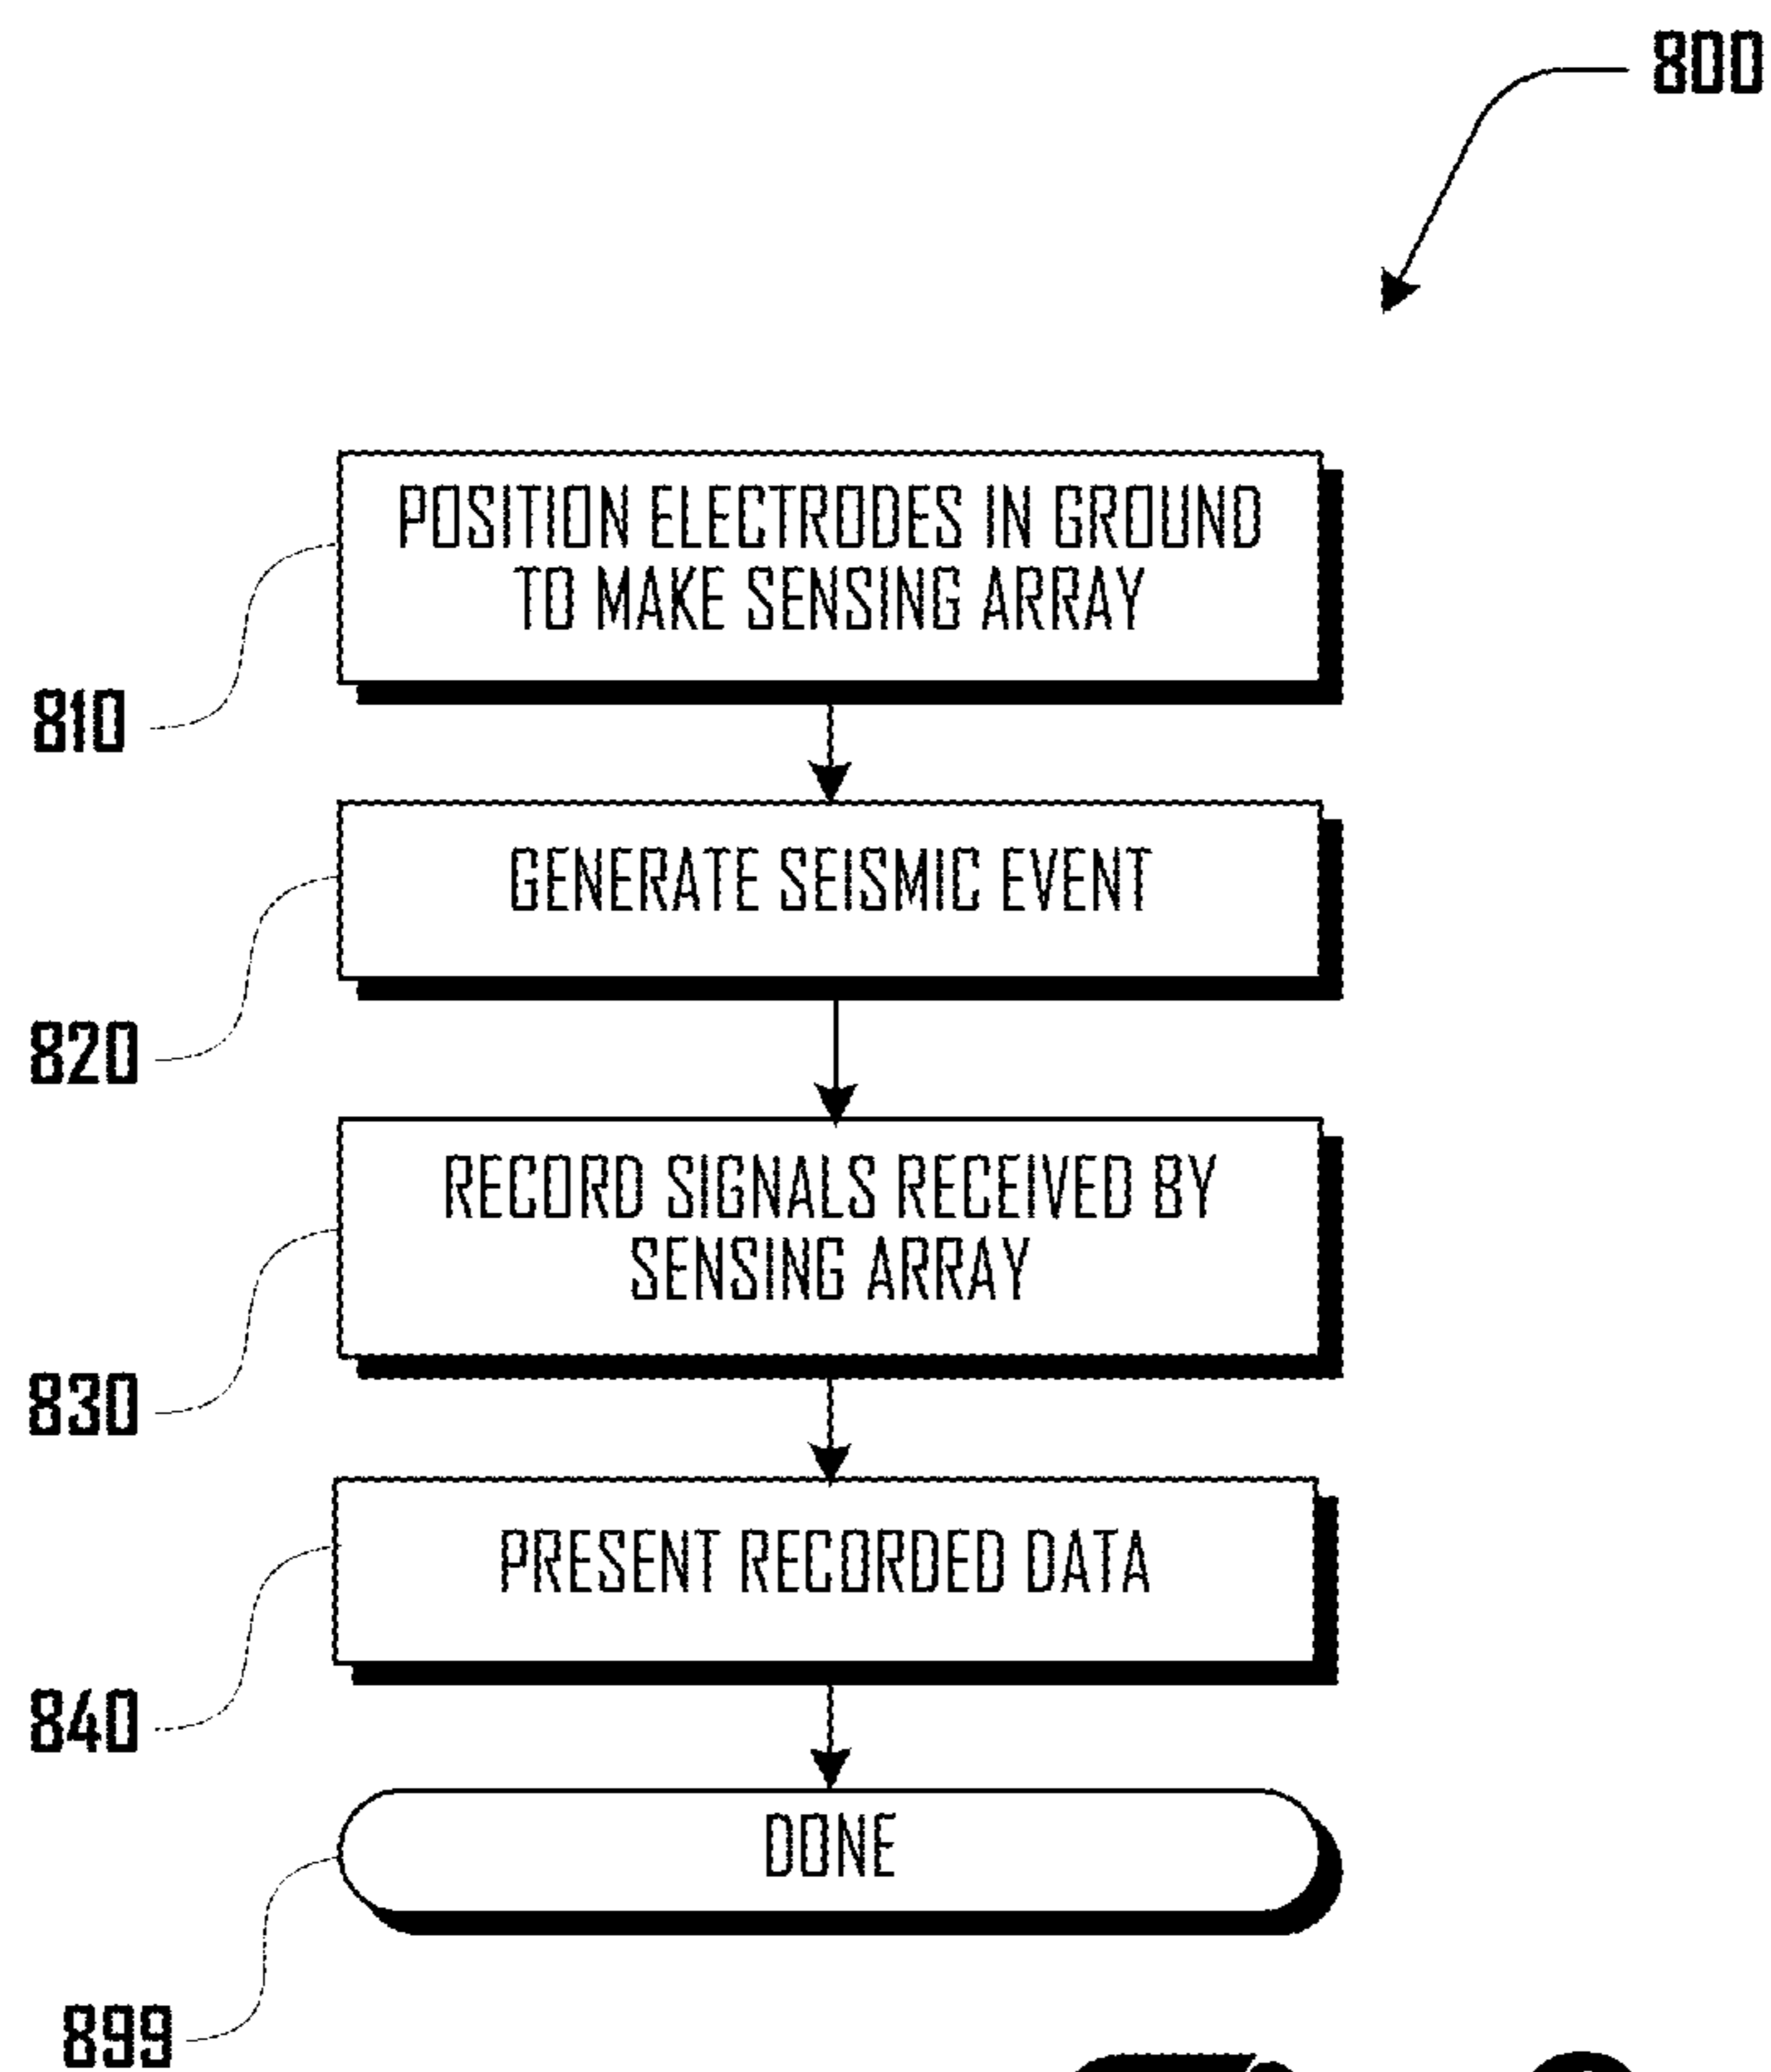 800
POSITION ELECTRODES IN GROUND
TO MAKE SENSING ARRAY
810
GENERATE SEISMIC EVENT
820
RECORD SIGNALS RECEIVED BY
SENSING ARRAY
830
PRESENT RECORDED DATA
840
DONE
899